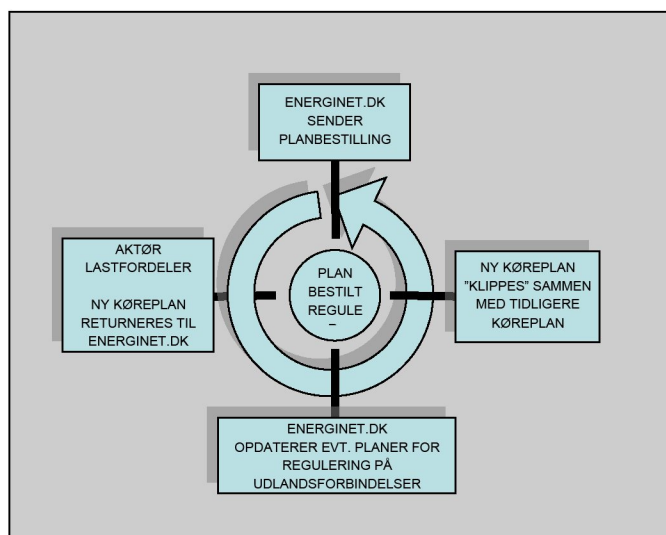 ENERGINET.DK
SENDER
PLANBESTILLING
AKTØR
LASTFORDELER
NY KØREPLAN
RETURNERES TIL
ENERGINET.DK
PLAN
BESTILT
REGULE
–
NY KØREPLAN
”KLIPPES” SAMMEN
MED TIDLIGERE
KØREPLAN
ENERGINET.DK
OPDATERER EVT. PLANER FOR
REGULERING PÅ
UDLANDSFORBINDELSER